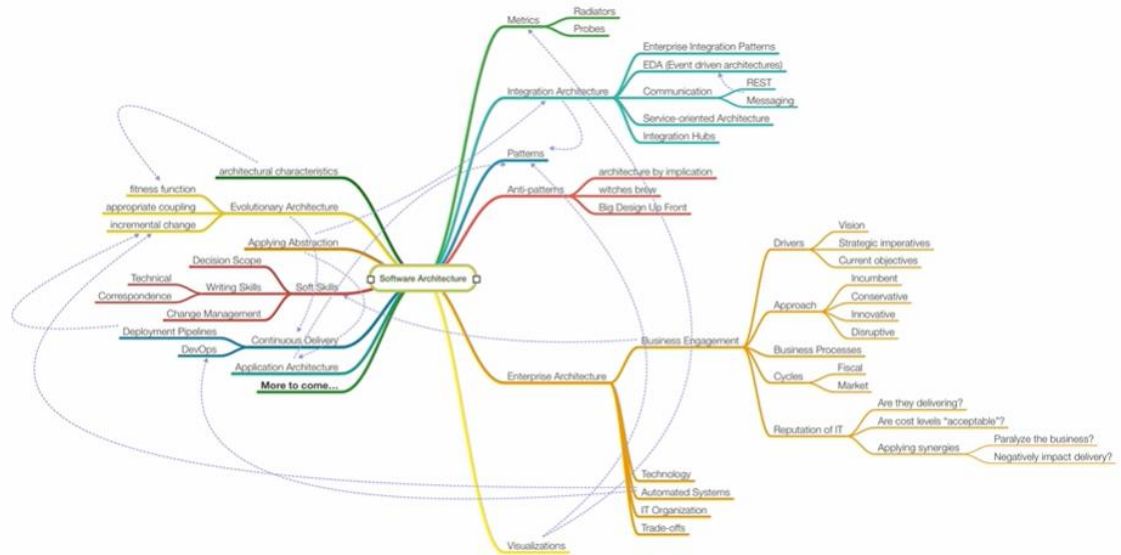 Software Architecture
Metrics
Radiators
Probes
Integration Architecture
Enterprise Integration Patterns
EDA (Event driven architectures)
Communication
REST
Messaging
Service-oriented Architecture
Integration Hubs
Patterns
Anti-patterns
architecture by implication
witches brew
Big Design Up Front
Enterprise Architecture
Business Engagement
Drivers
Vision
Strategic imperatives
Current objectives
Approach
Incumbent
Conservative
Innovative
Disruptive
Business Processes
Cycles
Fiscal
Market
Reputation of IT
Are they delivering?
Are cost levels "acceptable"?
Applying synergies
Paralyze the business?
Negatively impact delivery?
Technology
Automated Systems
IT Organization
Trade-offs
Visualizations
architectural characteristics
Evolutionary Architecture
fitness function
appropriate coupling
incremental change
Applying Abstraction
Soft Skills
Decision Scope
Writing Skills
Technical
Correspondence
Change Management
Continuous Delivery
Deployment Pipelines
DevOps
Application Architecture
More to come...